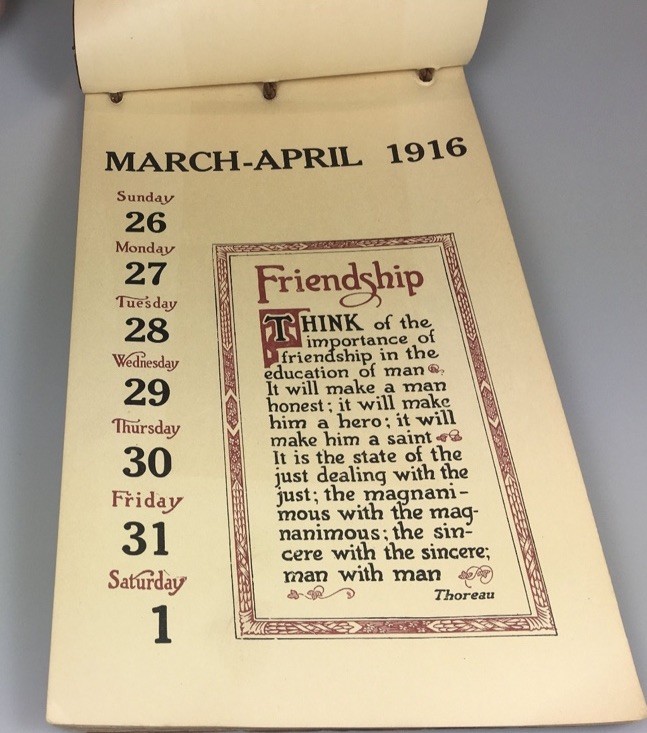 MARCH-APRIL 1916
Sunday
26
Monday
27
Tuesday
28
Wednesday
29
Thursday
30
Friday
31
Saturday
1
Friendship
THINK of the
importance of
friendship in the
education of man
It will make a man
honest; it will make
him a hero; it will
make him a saint
It is the state of the
just dealing with the
just; the magnani-
mous with the mag-
nanimous; the sin-
cere with the sincere;
man with man
Thoreau